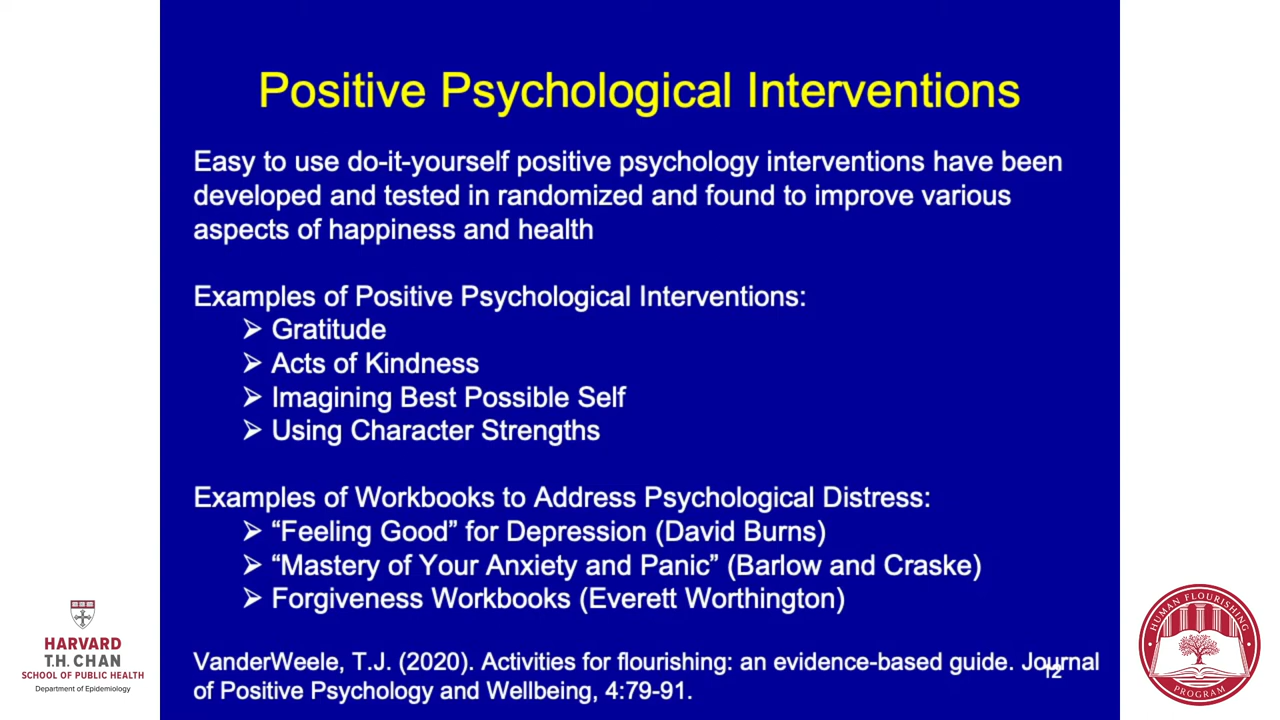 Positive Psychological Interventions
Easy to use do-it-yourself positive psychology interventions have been
developed and tested in randomized and found to improve various
aspects of happiness and health
Examples of Positive Psychological Interventions:
➢ Gratitude
➢ Acts of Kindness
➢ Imagining Best Possible Self
➢ Using Character Strengths
Examples of Workbooks to Address Psychological Distress:
➢ “Feeling Good” for Depression (David Burns)
➢ “Mastery of Your Anxiety and Panic” (Barlow and Craske)
➢ Forgiveness Workbooks (Everett Worthington)
VanderWeele, T.J. (2020). Activities for flourishing: an evidence-based guide. Journal
of Positive Psychology and Wellbeing, 4:79-91.
12
HARVARD
T.H. CHAN
SCHOOL OF PUBLIC HEALTH
Department of Epidemiology
HUMAN FLOURISHING
PROGRAM